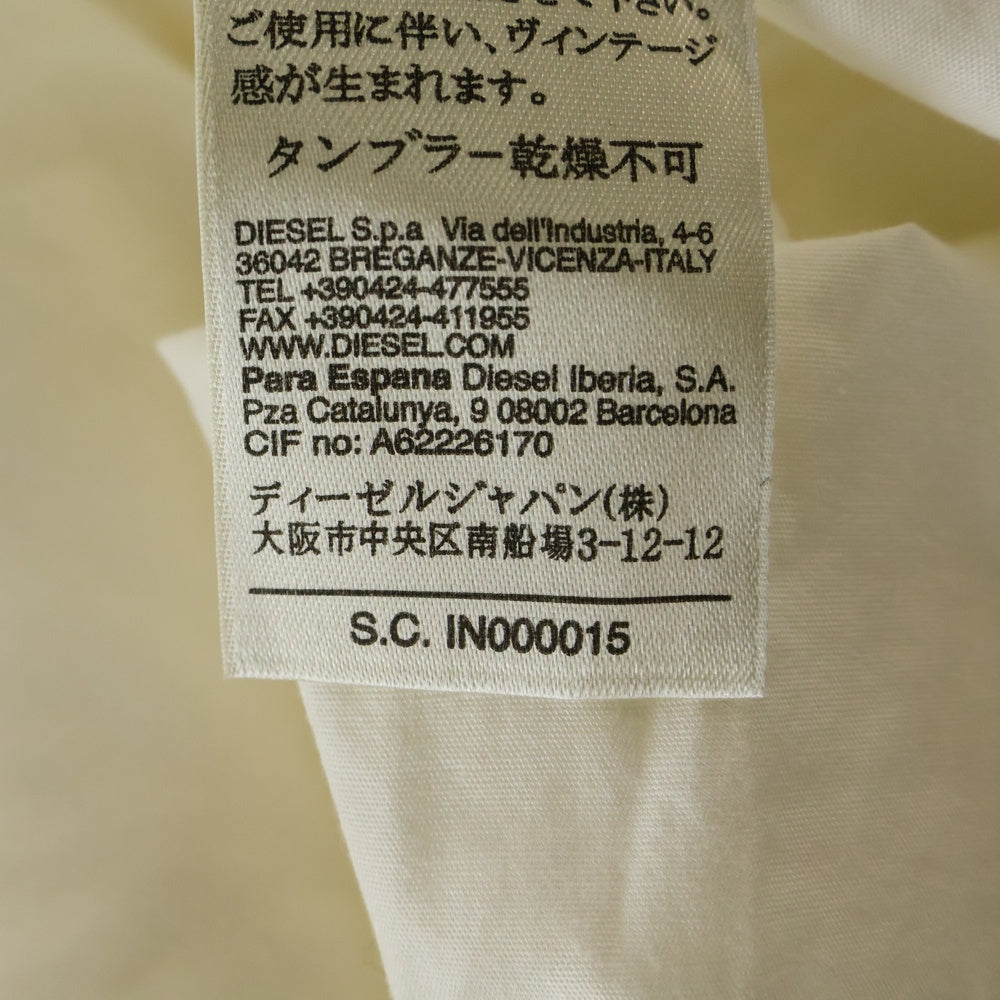 下さい。
ご使用に伴い、ヴィンテージ
感が生まれます。
タンブラー乾燥不可
DIESEL S.p.a Via dell'Industria, 4-6
36042 BREGANZE-VICENZA-ITALY
TEL +390424-477555
FAX +390424-411955
WWW.DIESEL.COM
Para Espana Diesel Iberia, S.A.
Pza Catalunya, 9 08002 Barcelona
CIF no: A62226170
ディーゼルジャパン(株)
大阪市中央区南船場3-12-12
S.C. IN000015